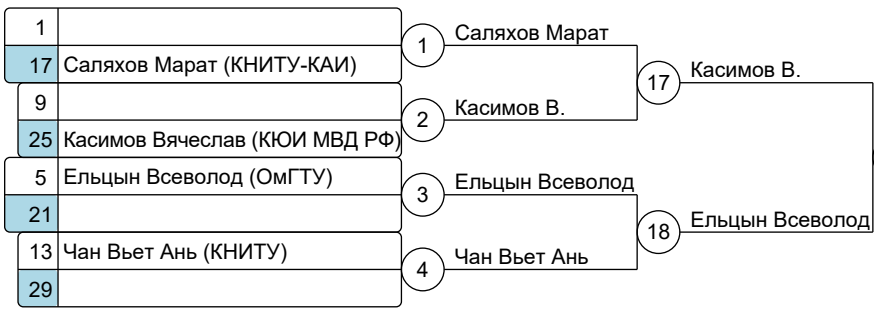 1
17 Саляхов Марат (КНИТУ-КАИ)
9
25 Касимов Вячеслав (КЮИ МВД РФ)
5 Ельцын Всеволод (ОмГТУ)
21
13 Чан Вьет Ань (КНИТУ)
29
1 Саляхов Марат
2 Касимов В.
3 Ельцын Всеволод
4 Чан Вьет Ань
17 Касимов В.
18 Ельцын Всеволод